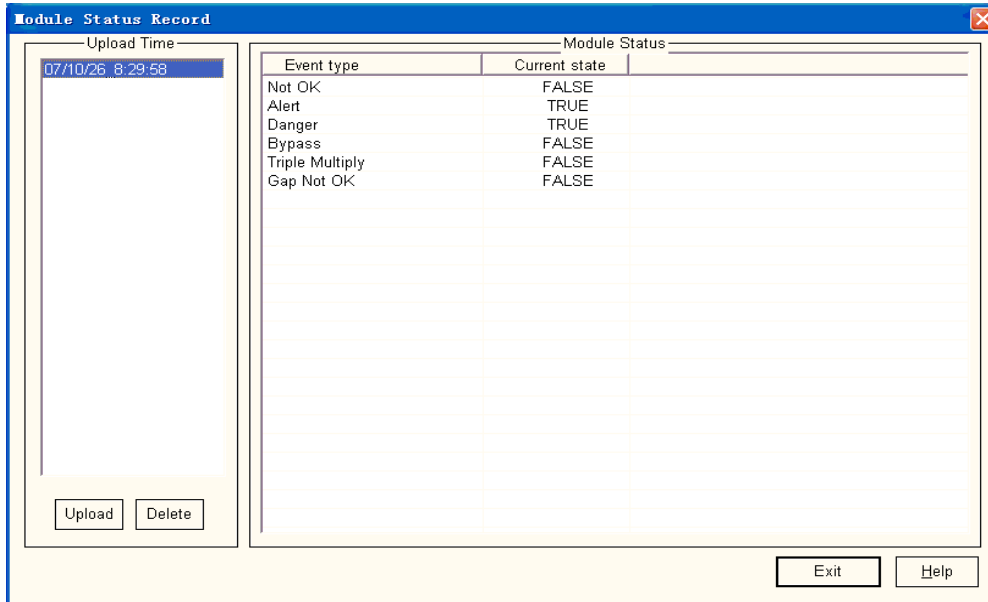 Module Status Record
Upload Time
07/10/26 8:29:58
Upload Delete
Module Status
Event type Current state
Not OK FALSE
Alert TRUE
Danger TRUE
Bypass FALSE
Triple Multiply FALSE
Gap Not OK FALSE
Exit Help